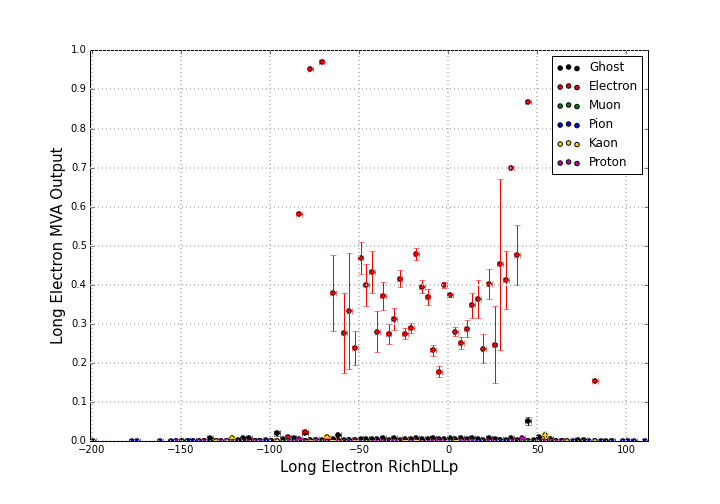 1.0
0.9
0.8
0.7
0.6
0.5
0.4
0.3
0.2
0.1
0.0
Long Electron MVA Output
Ghost
Electron
Muon
Pion
Kaon
Proton
−200 −150 −100 −50 0 50 100
Long Electron RichDLLp